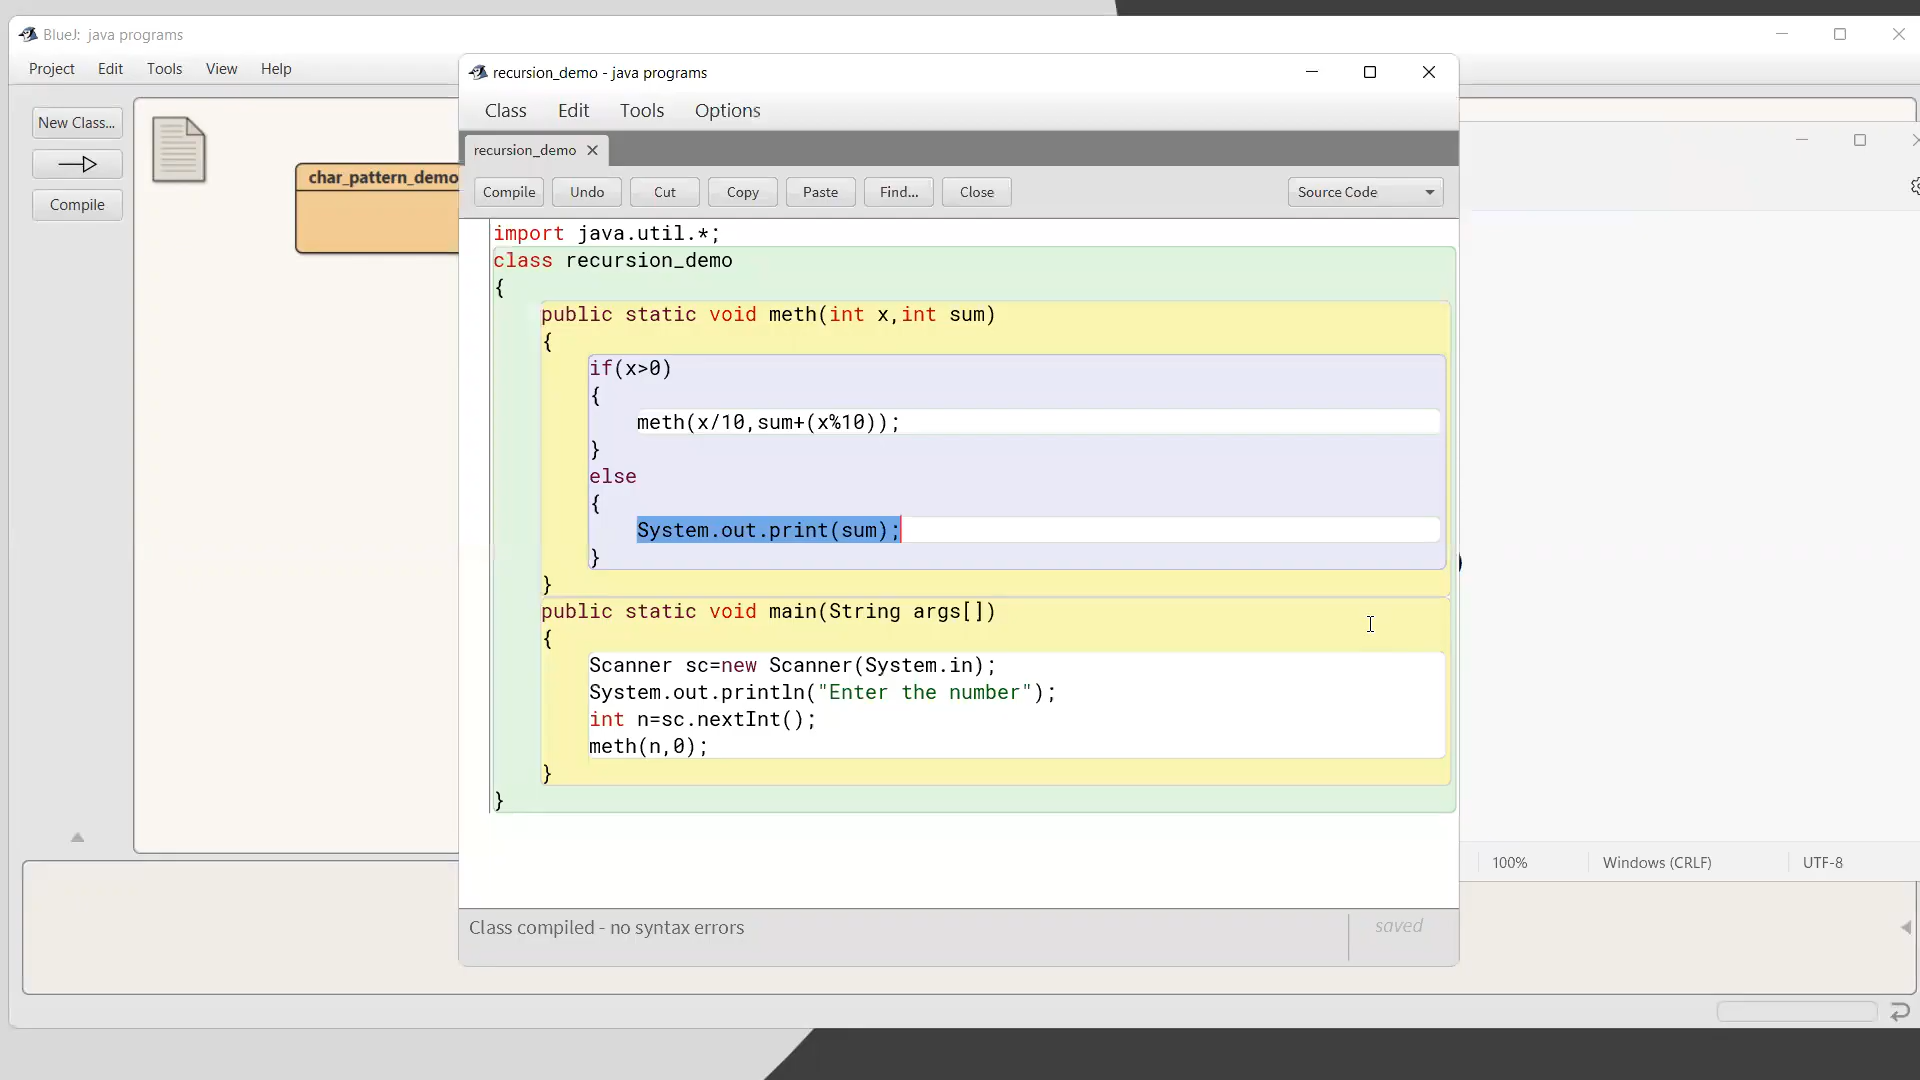 BlueJ: java programs
Project Edit Tools View Help
New Class...
Compile
char_pattern_demo
recursion_demo - java programs
Class Edit Tools Options
recursion_demo
Compile Undo Cut Copy Paste Find... Close Source Code
import java.util.*;
class recursion_demo
{
public static void meth(int x,int sum)
{
if(x>0)
{
meth(x/10,sum+(x%10));
}
else
{
System.out.print(sum);
}
}
public static void main(String args[])
{
Scanner sc=new Scanner(System.in);
System.out.println("Enter the number");
int n=sc.nextInt();
meth(n,0);
}
}
100% Windows (CRLF) UTF-8
Class compiled - no syntax errors
saved